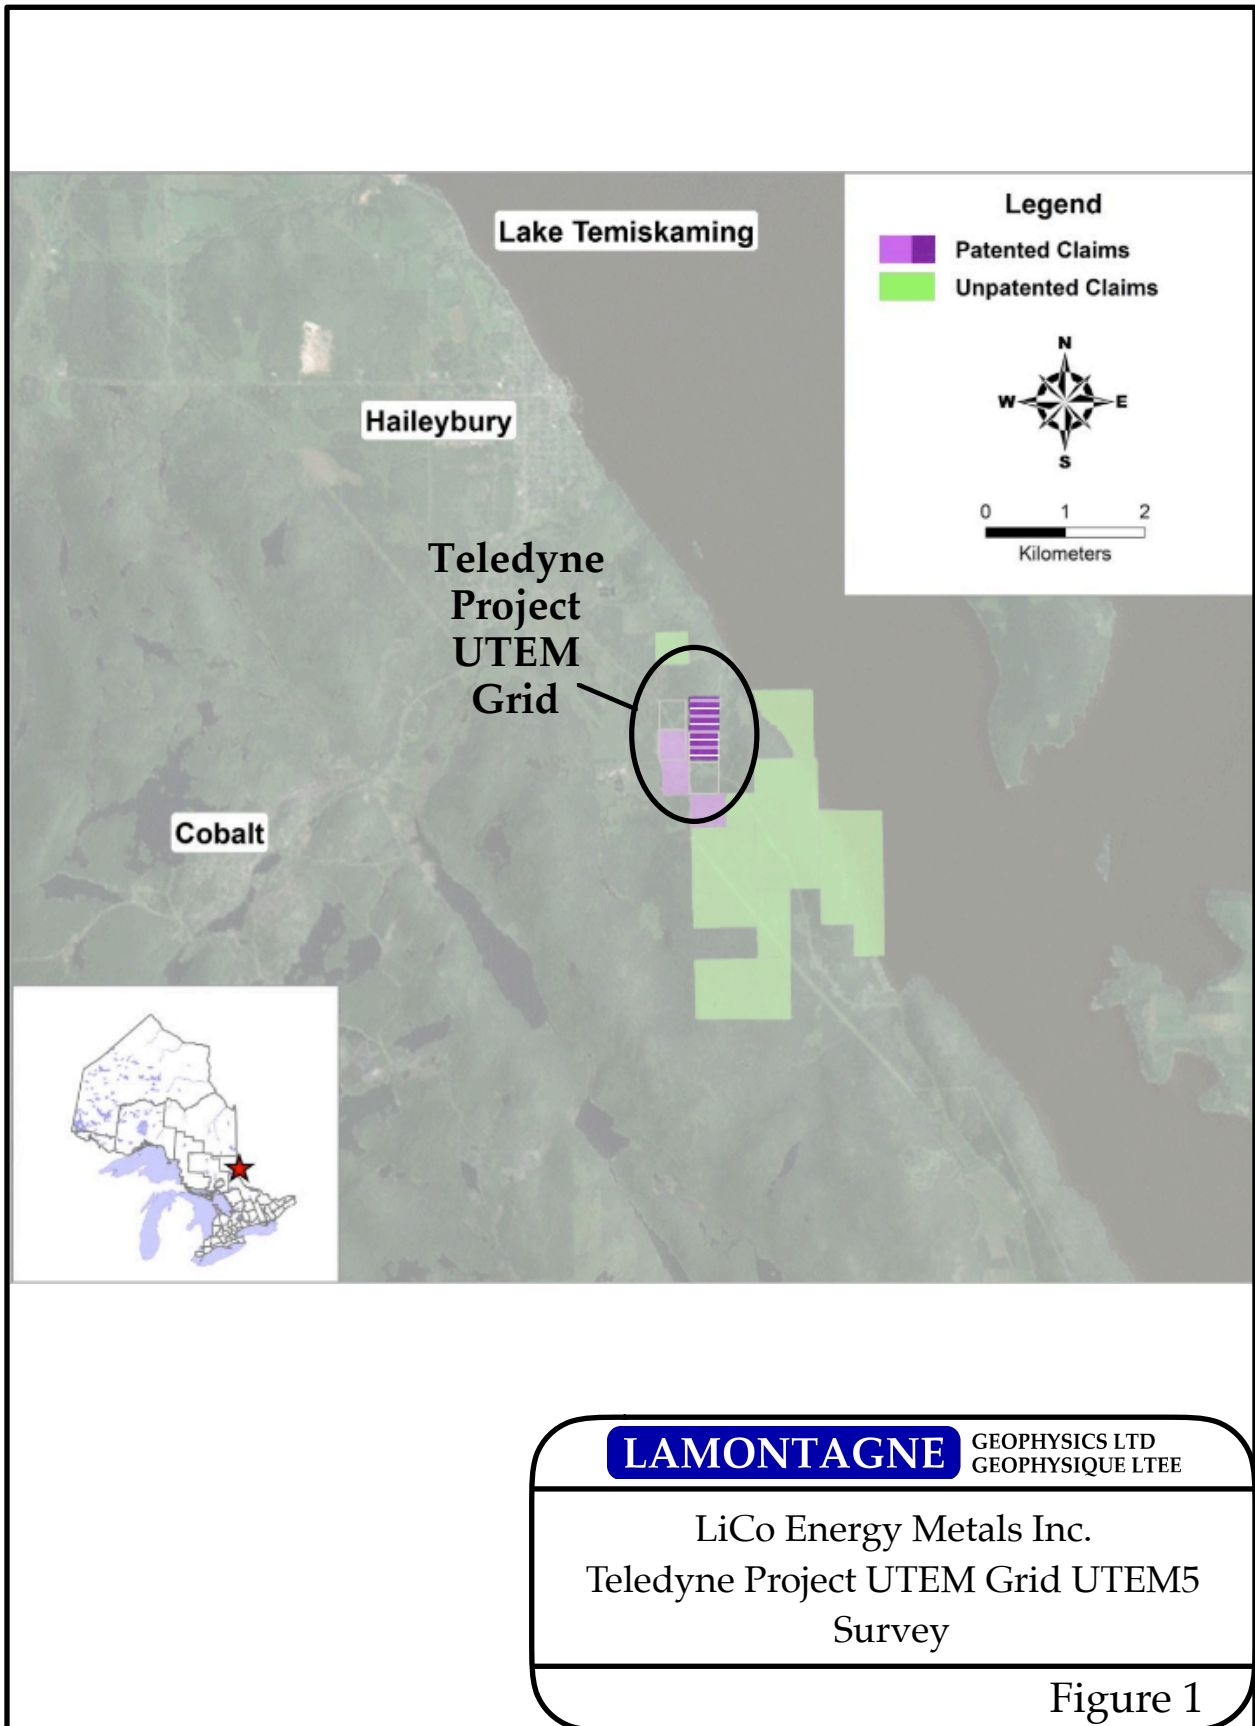 Lake Temiskaming
Legend
Patented Claims
Unpatented Claims
N
W
E
S
0 1 2
Kilometers
Haileybury
Teledyne
Project
UTEM
Grid
Cobalt
LAMONTAGNE
GEOPHYSICS LTD
GEOPHYSIQUE LTEE
LiCo Energy Metals Inc.
Teledyne Project UTEM Grid UTEM5
Survey
Figure 1